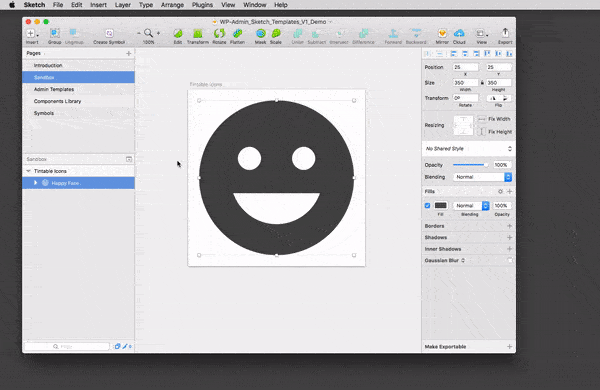 Sketch File Edit Insert Layer Type Arrange Plugins View Window Help
WP-Admin_Sketch_Templates_V1_Demo
Insert Group Ungroup Create Symbol 100% Edit Transform Rotate Flatten Mask Scale Union Subtract Intersect Difference Forward Backward Mirror Cloud View Export
Pages
Introduction
Sandbox
Admin Templates
Components Library
Symbols
Sandbox
Tintable Icons
Happy Face
Tintable Icons
Position 25 25
X Y
Size 350 350
Width Height
Transform 0°
Rotate Flip
Resizing Fix Width
Fix Height
No Shared Style
Opacity 100%
Blending Normal
Fills
Normal 100%
Fill Blending Opacity
Borders
Shadows
Inner Shadows
Gaussian Blur
Make Exportable